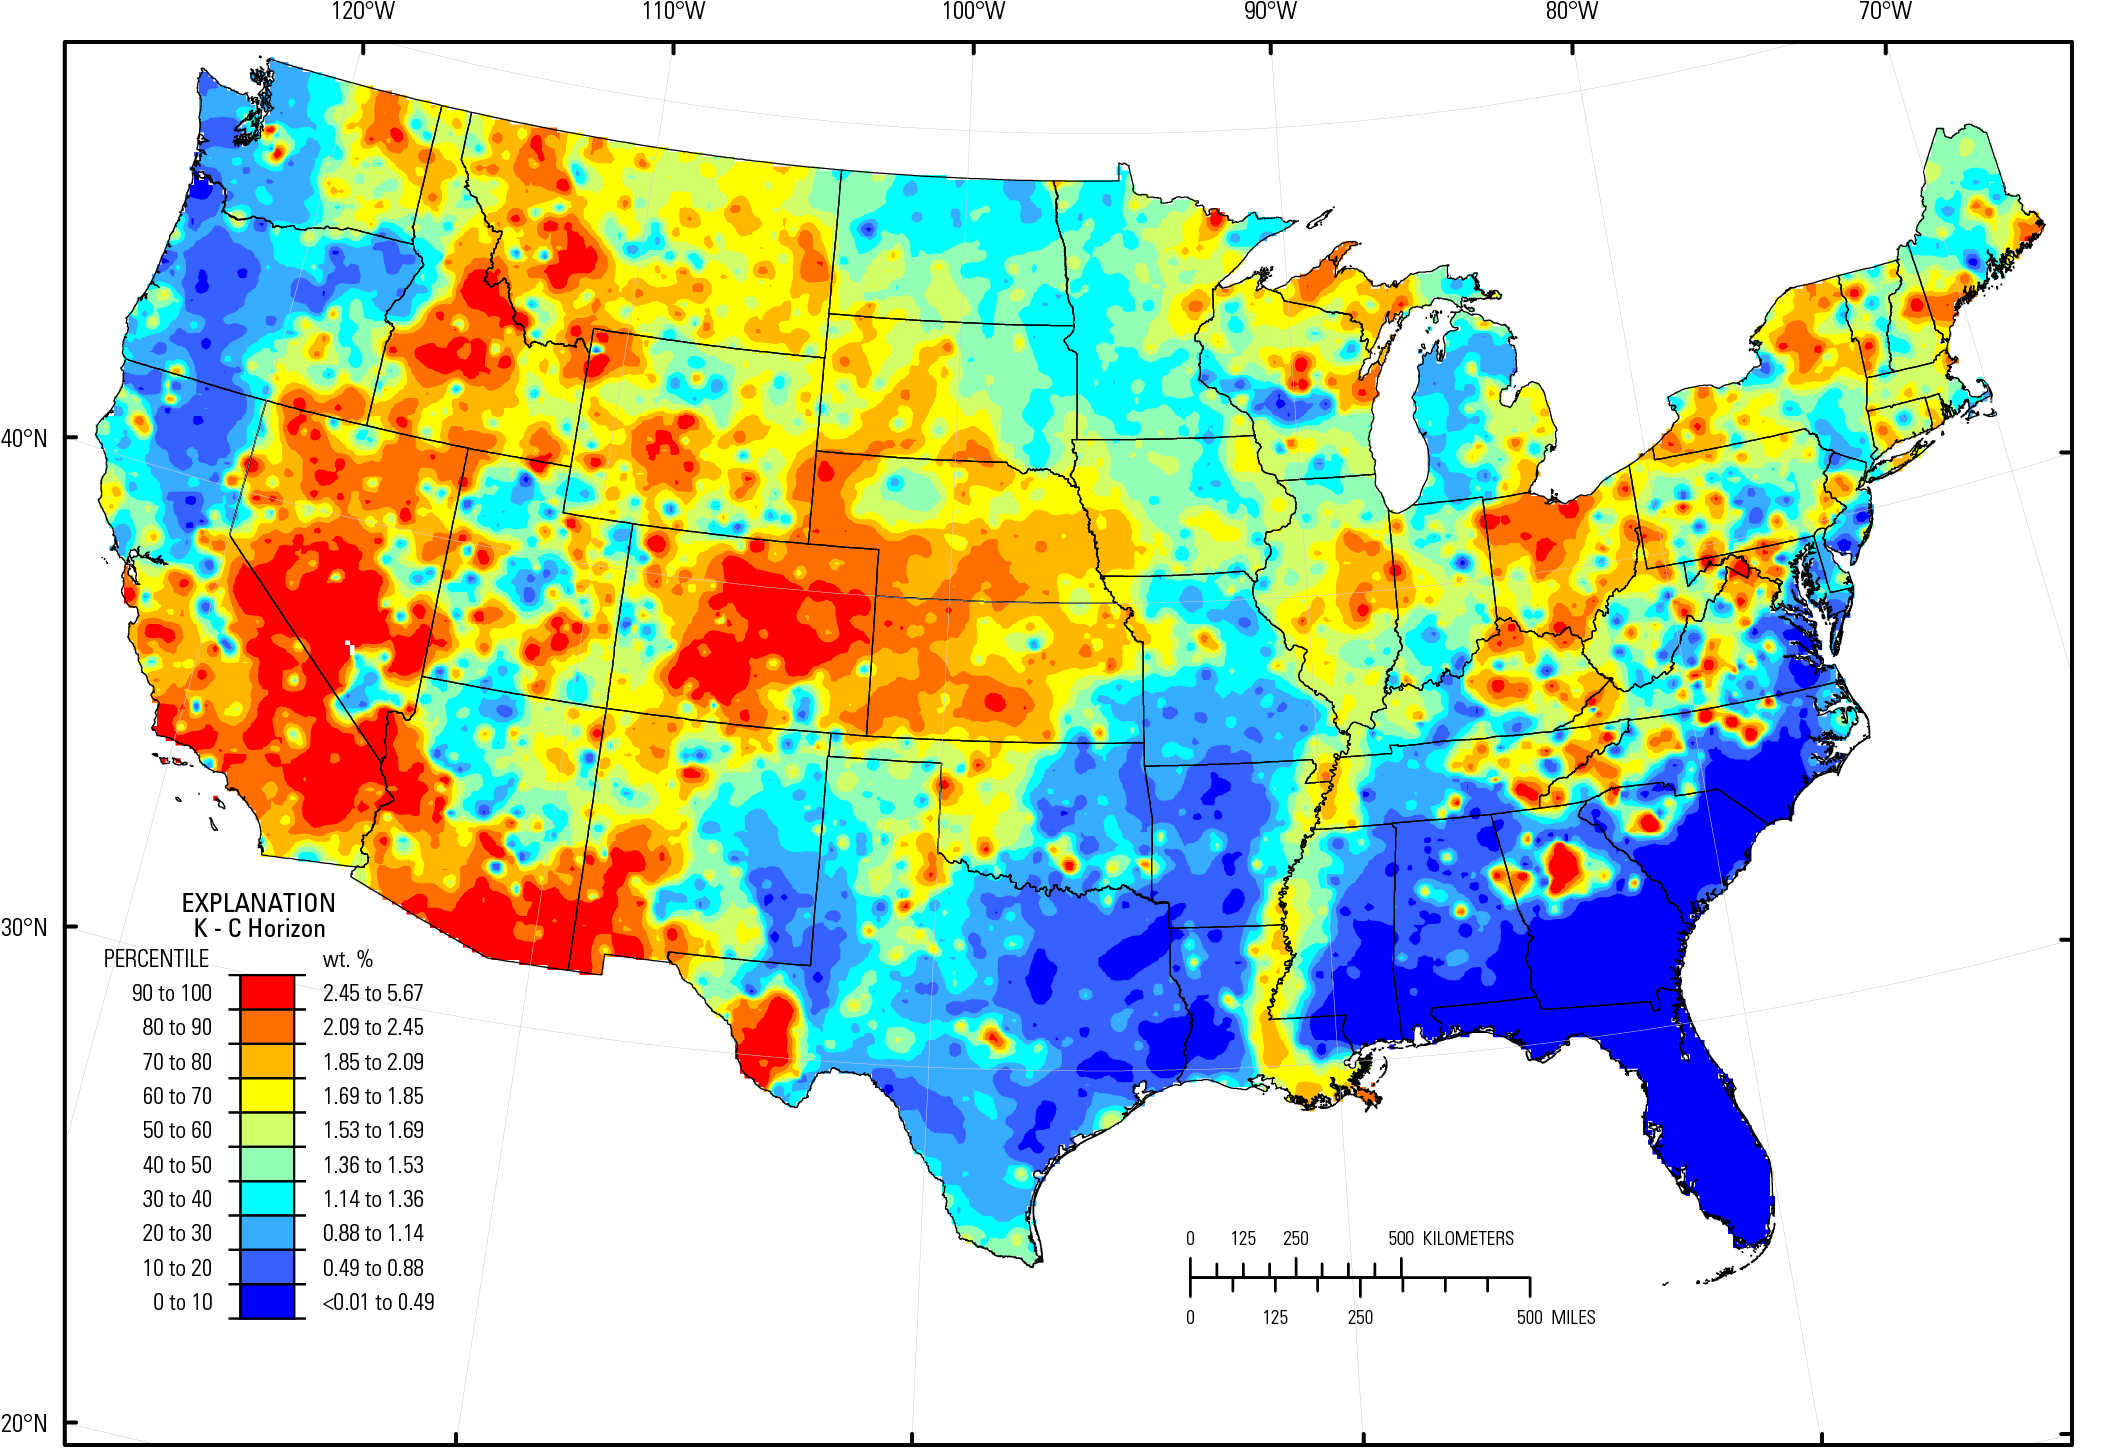 120°W 110°W 100°W 90°W 80°W 70°W
40°N
30°N
20°N
EXPLANATION
K - C Horizon
PERCENTILE wt. %
90 to 100 2.45 to 5.67
80 to 90 2.09 to 2.45
70 to 80 1.85 to 2.09
60 to 70 1.69 to 1.85
50 to 60 1.53 to 1.69
40 to 50 1.36 to 1.53
30 to 40 1.14 to 1.36
20 to 30 0.88 to 1.14
10 to 20 0.49 to 0.88
0 to 10 <0.01 to 0.49
0 125 250 500 KILOMETERS
0 125 250 500 MILES